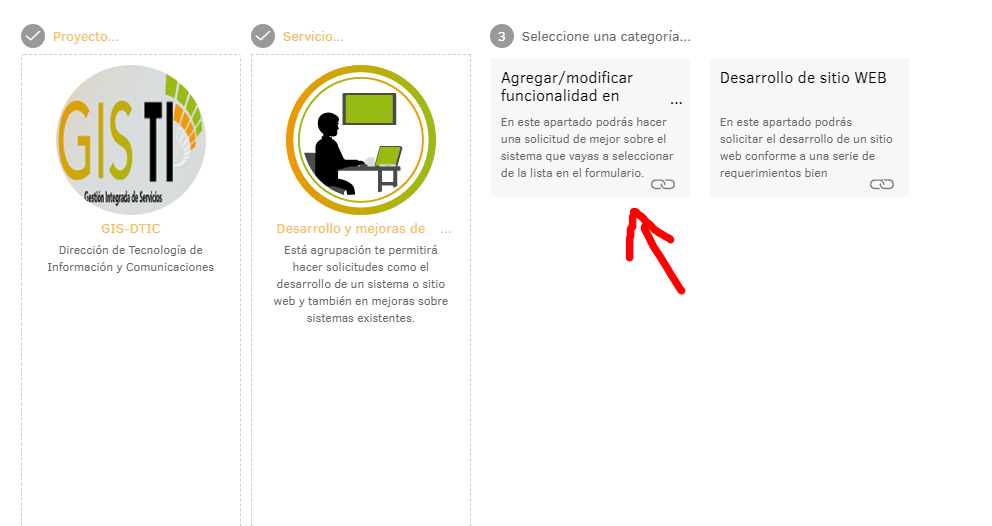 Proyecto...
GIS TI
Gestión Integrada de Servicios
GIS-DTIC
Dirección de Tecnología de
Información y Comunicaciones
Servicio...
Desarrollo y mejoras de ...
Está agrupación te permitirá
hacer solicitudes como el
desarrollo de un sistema o sitio
web y también en mejoras sobre
sistemas existentes.
3 Seleccione una categoría...
Agregar/modificar
funcionalidad en ...
En este apartado podrás hacer
una solicitud de mejor sobre el
sistema que vayas a seleccionar
de la lista en el formulario.
Desarrollo de sitio WEB
En este apartado podrás
solicitar el desarrollo de un sitio
web conforme a una serie de
requerimientos bien